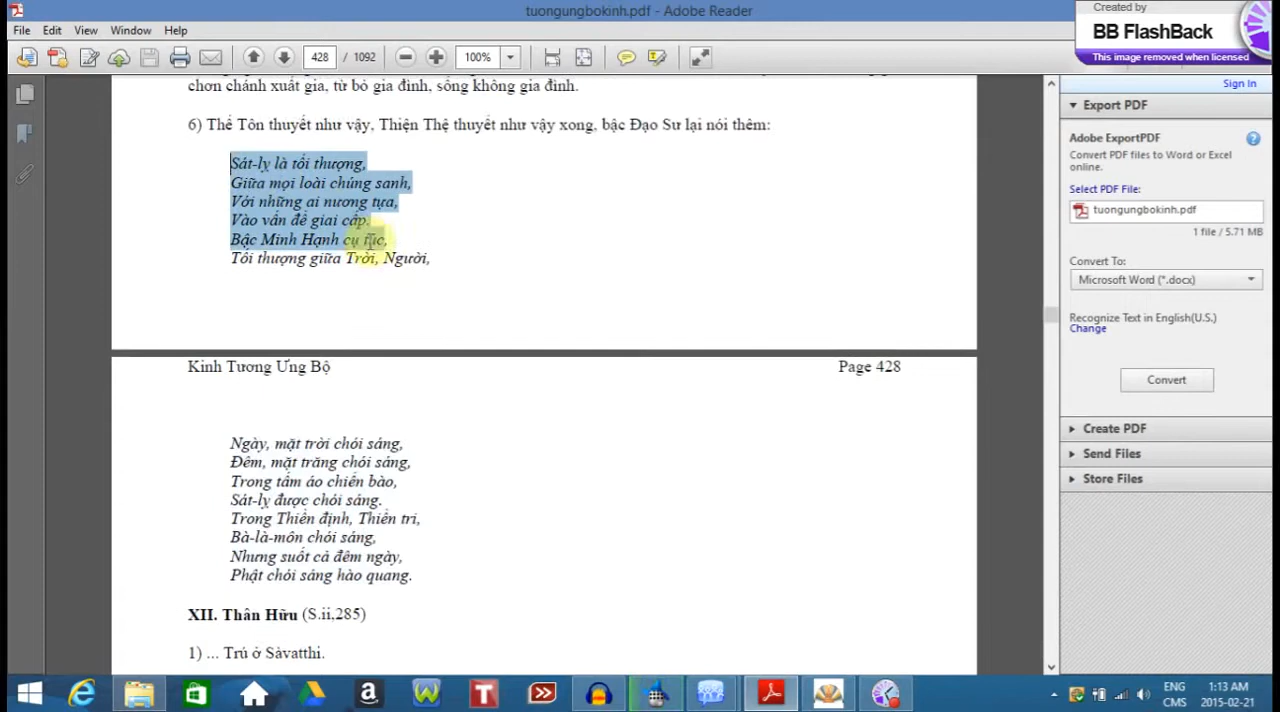 tuongungbokinh.pdf - Adobe Reader
Created by
BB FlashBack
This image removed when licensed
File Edit View Window Help
428 / 1092
100%
Sign In
chơn chánh xuất gia, từ bỏ gia đình, sống không gia đình.
Export PDF
6) Thế Tôn thuyết như vậy, Thiện Thệ thuyết như vậy xong, bậc Đạo Sư lại nói thêm:
Adobe ExportPDF
Convert PDF files to Word or Excel online.
Sát-lỵ là tối thượng,
Giữa mọi loài chúng sanh,
Với những ai nương tựa,
Vào vấn đề giai cấp.
Bậc Minh Hạnh cụ túc,
Tối thượng giữa Trời, Người,
Select PDF File:
tuongungbokinh.pdf
1 file / 5.71 MB
Convert To:
Microsoft Word (*.docx)
Recognize Text in English(U.S.)
Change
Convert
Create PDF
Send Files
Store Files
Kinh Tương Ưng Bộ Page 428
Ngày, mặt trời chói sáng,
Đêm, mặt trăng chói sáng,
Trong tấm áo chiến bào,
Sát-lỵ được chói sáng.
Trong Thiền định, Thiền tri,
Bà-là-môn chói sáng,
Nhưng suốt cả đêm ngày,
Phật chói sáng hào quang.
XII. Thân Hữu (S.ii,285)
1) ... Trú ở Sàvatthi.
ENG
CMS
1:13 AM
2015-02-21